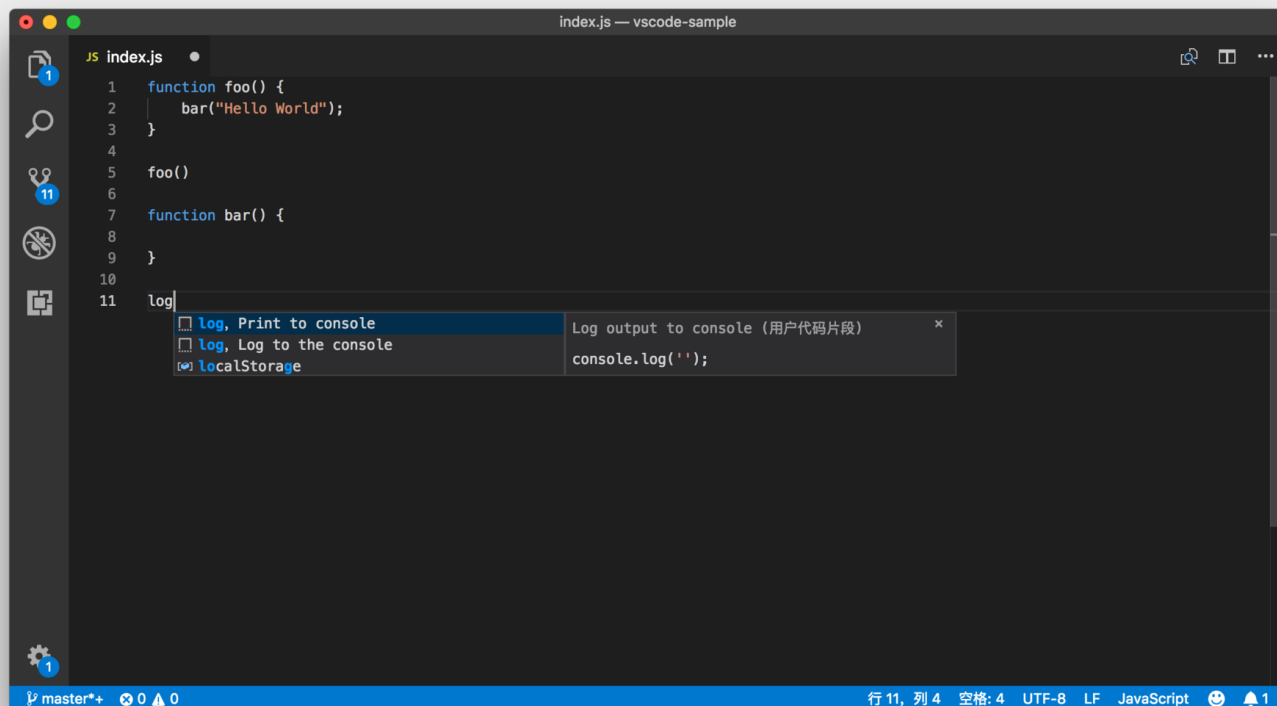 index.js — vscode-sample
JS index.js
1
1 function foo() {
2 bar("Hello World");
3 }
4
5 foo()
6
11
7 function bar() {
8
9 }
10
11 log
log, Print to console
log, Log to the console
localStorage
Log output to console (用户代码片段)
×
console.log('');
1
master*+ 0 0 行 11，列 4 空格: 4 UTF-8 LF JavaScript 1